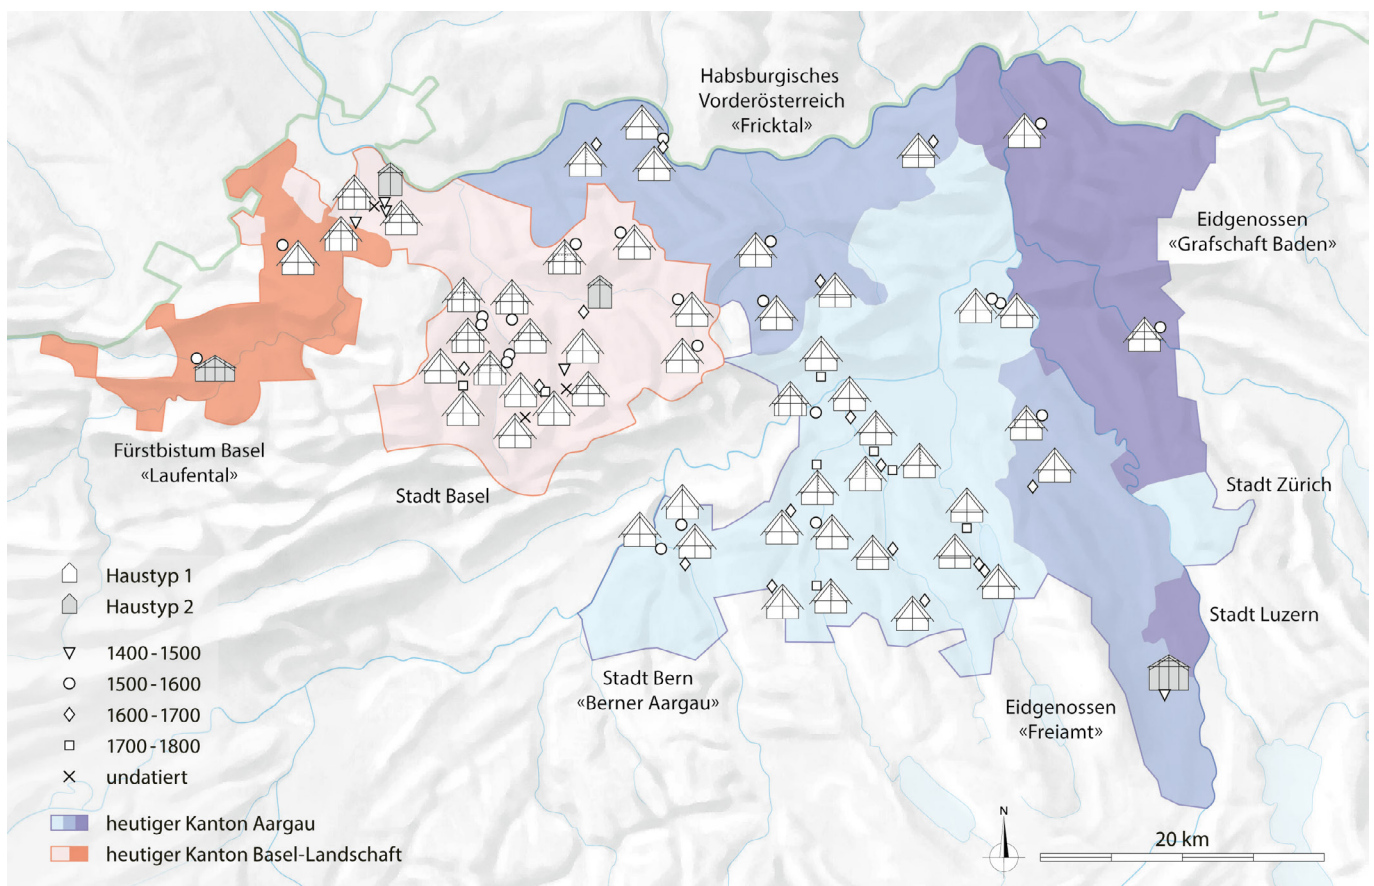 Habsburgisches
Vorderösterreich
«Fricktal»
Eidgenossen
«Grafschaft Baden»
Fürstbistum Basel
«Laufental»
Stadt Basel
Stadt Zürich
Stadt Luzern
Stadt Bern
«Berner Aargau»
Eidgenossen
«Freiamt»
Haustyp 1
Haustyp 2
1400-1500
1500-1600
1600-1700
1700-1800
undatiert
heutiger Kanton Aargau
heutiger Kanton Basel-Landschaft
N
20 km